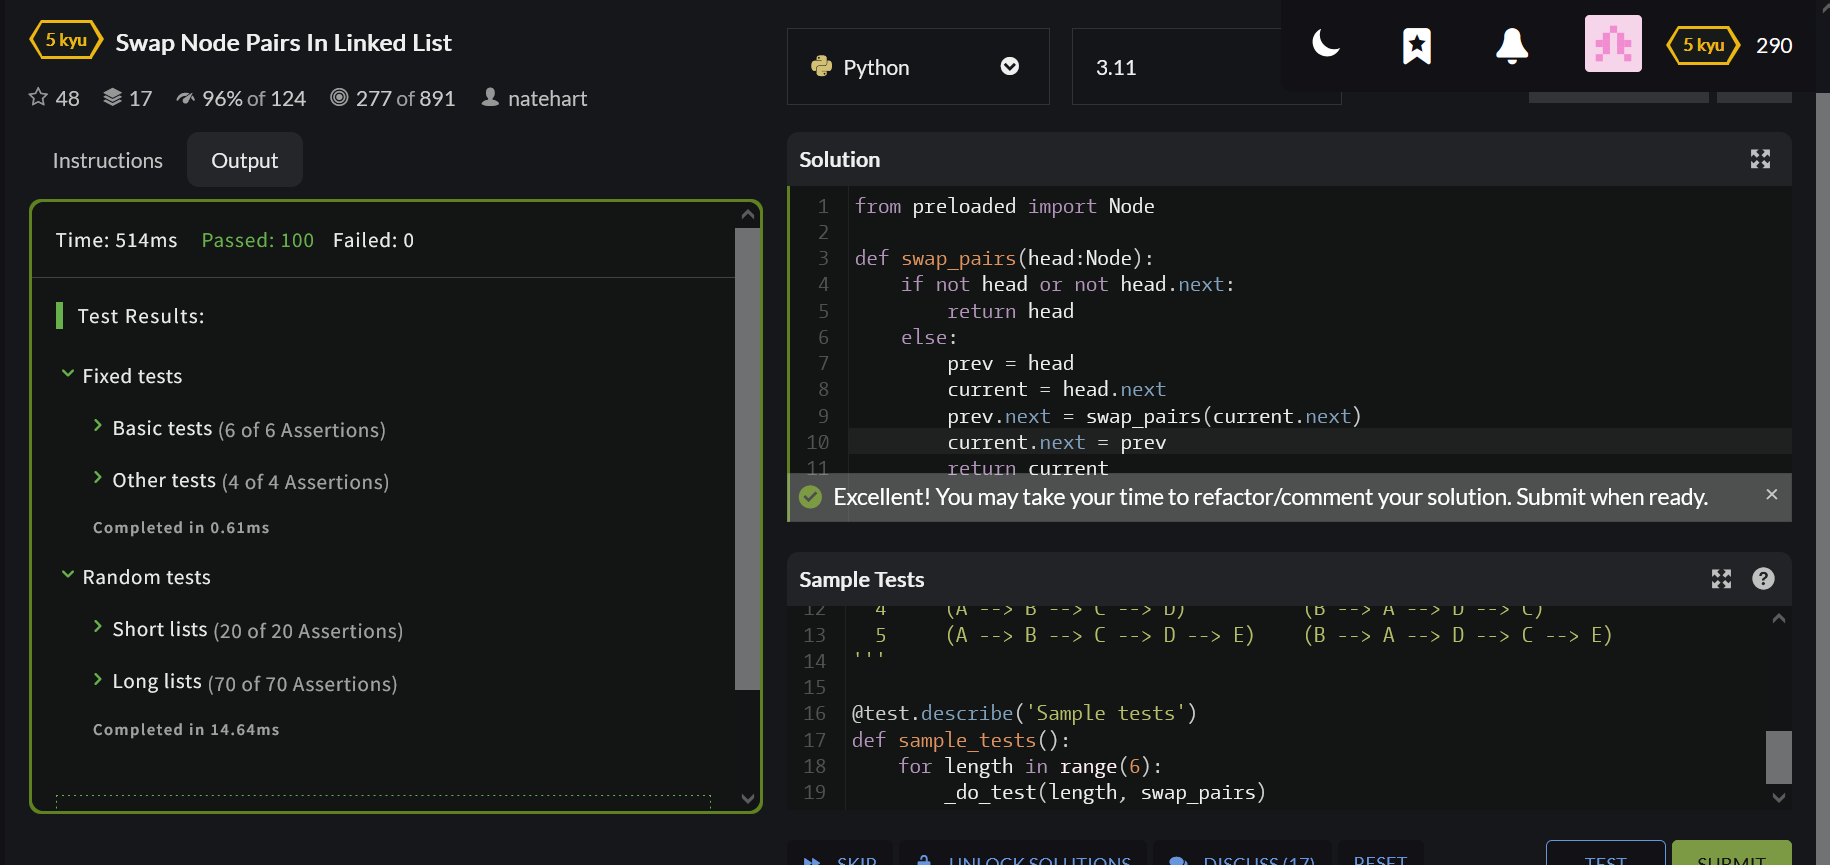 5 kyu Swap Node Pairs In Linked List
48 17 96% of 124 277 of 891 natehart
Python
3.11
5 kyu 290
Instructions Output
Time: 514ms Passed: 100 Failed: 0
Test Results:
Fixed tests
Basic tests (6 of 6 Assertions)
Other tests (4 of 4 Assertions)
Completed in 0.61ms
Random tests
Short lists (20 of 20 Assertions)
Long lists (70 of 70 Assertions)
Completed in 14.64ms
Solution
1 from preloaded import Node
2
3 def swap_pairs(head:Node):
4     if not head or not head.next:
5         return head
6     else:
7         prev = head
8         current = head.next
9         prev.next = swap_pairs(current.next)
10         current.next = prev
11         return current
Excellent! You may take your time to refactor/comment your solution. Submit when ready. ×
Sample Tests ?
12   4     (A --> B --> C --> D)          (B --> A --> D --> C)
13   5     (A --> B --> C --> D --> E)    (B --> A --> D --> C --> E)
14 '''
15
16 @test.describe('Sample tests')
17 def sample_tests():
18     for length in range(6):
19         _do_test(length, swap_pairs)
SKIP UNLOCK SOLUTIONS DISCUSS (17) RESET TEST SUBMIT